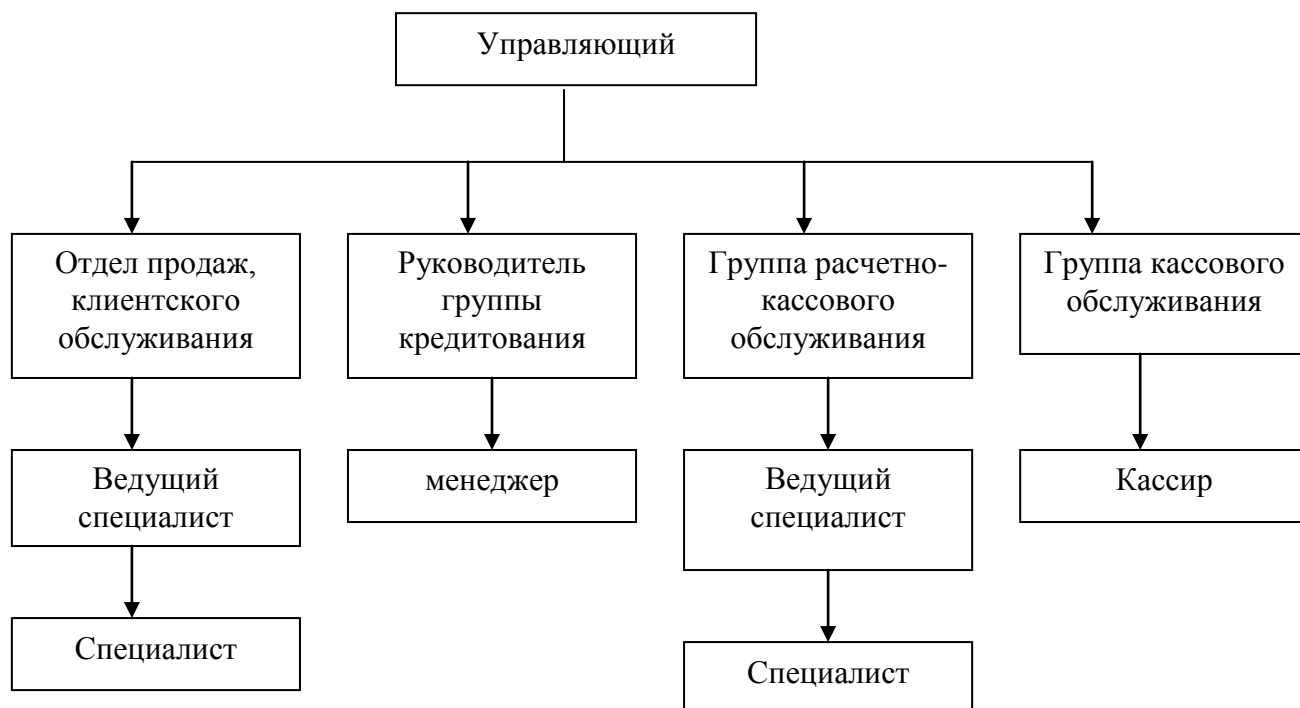 Управляющий
Отдел продаж,
клиентского
обслуживания
Руководитель
группы
кредитования
Группа расчетно-
кассового
обслуживания
Группа кассового
обслуживания
Ведущий
специалист
менеджер
Ведущий
специалист
Кассир
Специалист
Специалист